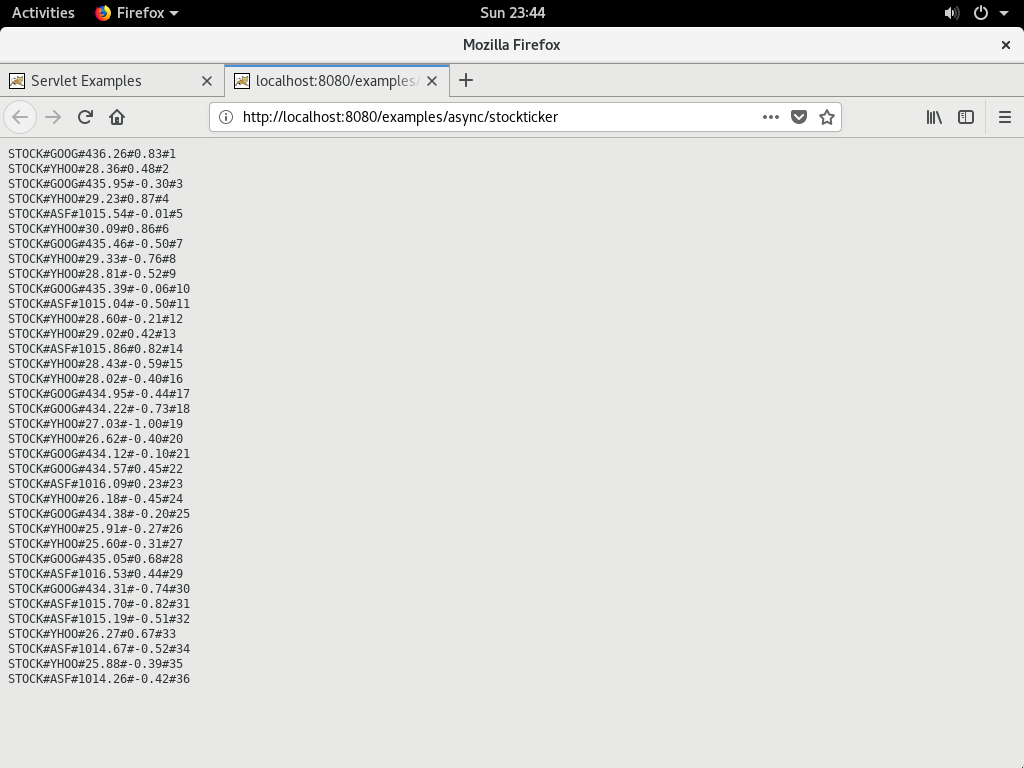 Activities Firefox Sun 23:44
Mozilla Firefox
Servlet Examples localhost:8080/examples/
http://localhost:8080/examples/async/stockticker
STOCK#GOOG#436.26#0.83#1
STOCK#YHOO#28.36#0.48#2
STOCK#GOOG#435.95#-0.30#3
STOCK#YHOO#29.23#0.87#4
STOCK#ASF#1015.54#-0.01#5
STOCK#YHOO#30.09#0.86#6
STOCK#GOOG#435.46#-0.50#7
STOCK#YHOO#29.33#-0.76#8
STOCK#YHOO#28.81#-0.52#9
STOCK#GOOG#435.39#-0.06#10
STOCK#ASF#1015.04#-0.50#11
STOCK#YHOO#28.60#-0.21#12
STOCK#YHOO#29.02#0.42#13
STOCK#ASF#1015.86#0.82#14
STOCK#YHOO#28.43#-0.59#15
STOCK#YHOO#28.02#-0.40#16
STOCK#GOOG#434.95#-0.44#17
STOCK#GOOG#434.22#-0.73#18
STOCK#YHOO#27.03#-1.00#19
STOCK#YHOO#26.62#-0.40#20
STOCK#GOOG#434.12#-0.10#21
STOCK#GOOG#434.57#0.45#22
STOCK#ASF#1016.09#0.23#23
STOCK#YHOO#26.18#-0.45#24
STOCK#GOOG#434.38#-0.20#25
STOCK#YHOO#25.91#-0.27#26
STOCK#YHOO#25.60#-0.31#27
STOCK#GOOG#435.05#0.68#28
STOCK#ASF#1016.53#0.44#29
STOCK#GOOG#434.31#-0.74#30
STOCK#ASF#1015.70#-0.82#31
STOCK#ASF#1015.19#-0.51#32
STOCK#YHOO#26.27#0.67#33
STOCK#ASF#1014.67#-0.52#34
STOCK#YHOO#25.88#-0.39#35
STOCK#ASF#1014.26#-0.42#36